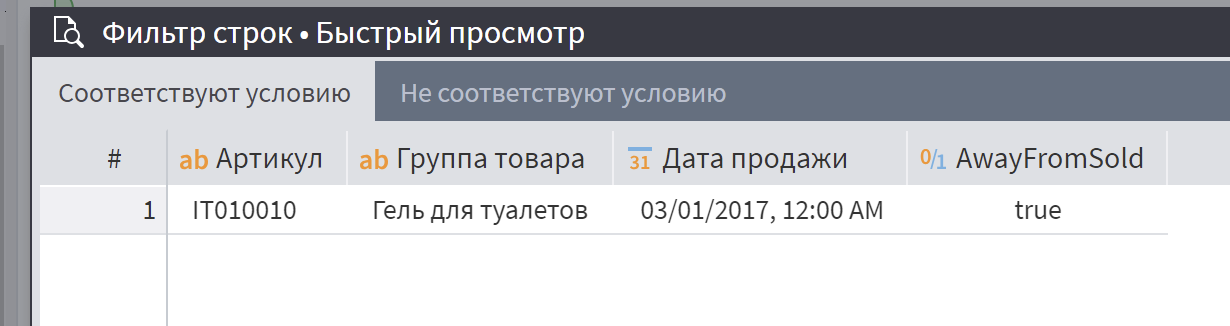 Фильтр строк • Быстрый просмотр
Соответствуют условию Не соответствуют условию
# ab Артикул ab Группа товара 31 Дата продажи 0/1 AwayFromSold
1 IT010010 Гель для туалетов 03/01/2017, 12:00 AM true